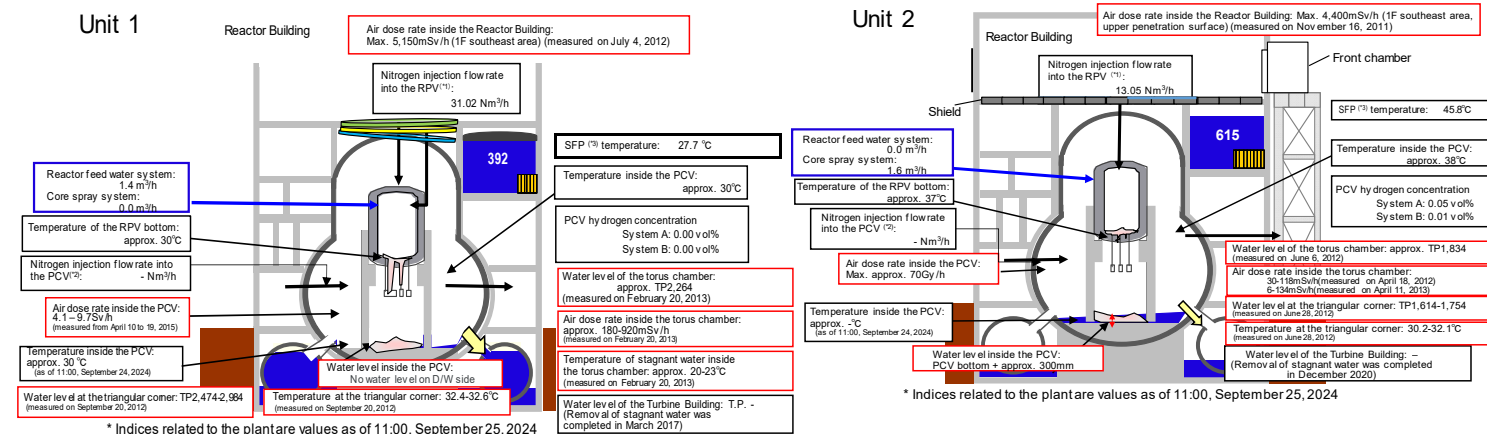 Unit 1
Reactor Building
Air dose rate inside the Reactor Building:
Max. 5,150mSv/h (1F southeast area) (measured on July 4, 2012)
Nitrogen injection flow rate
into the RPV(*1):
31.02 Nm3/h
392
SFP (*3) temperature: 27.7 °C
Reactor feed water system:
1.4 m3/h
Core spray system:
0.0 m3/h
Temperature inside the PCV:
approx. 30°C
Temperature of the RPV bottom:
approx. 30°C
PCV hydrogen concentration
System A: 0.00 vol%
System B: 0.00 vol%
Nitrogen injection flow rate into
the PCV(*2): - Nm3/h
Water level of the torus chamber:
approx. TP2,264
(measured on February 20, 2013)
Air dose rate inside the PCV:
4.1 – 9.7Sv/h
(measured from April 10 to 19, 2015)
Air dose rate inside the torus chamber:
approx. 180-920mSv/h
(measured on February 20, 2013)
Temperature inside the PCV:
approx. 30 °C
(as of 11:00, September 24, 2024)
Temperature of stagnant water inside
the torus chamber: approx. 20-23°C
(measured on February 20, 2013)
Water level inside the PCV:
No water level on D/W side
Water level at the triangular corner: TP2,474-2,984
(measured on September 20, 2012)
Temperature at the triangular corner: 32.4-32.6°C
(measured on September 20, 2012)
Water level of the Turbine Building: T.P. -
(Removal of stagnant water was
completed in March 2017)
* Indices related to the plant are values as of 11:00, September 25, 2024
Unit 2
Reactor Building
Air dose rate inside the Reactor Building: Max. 4,400mSv/h (1F southeast area,
upper penetration surface) (measured on November 16, 2011)
Front chamber
Nitrogen injection flow rate
into the RPV (*1):
13.05 Nm3/h
Shield
SFP (*3) temperature: 45.8°C
615
Reactor feed water system:
0.0 m3/h
Core spray system:
1.6 m3/h
Temperature inside the PCV:
approx. 38°C
Temperature of the RPV bottom:
approx. 37°C
PCV hydrogen concentration
System A: 0.05 vol%
System B: 0.01 vol%
Nitrogen injection flow rate
into the PCV (*2):
- Nm3/h
Water level of the torus chamber: approx. TP1,834
(measured on June 6, 2012)
Air dose rate inside the PCV:
Max. approx. 70Gy/h
Air dose rate inside the torus chamber:
30-118mSv/h(measured on April 18, 2012)
6-134mSv/h(measured on April 11, 2013)
Water level at the triangular corner: TP1,614-1,754
(measured on June 28, 2012)
Temperature inside the PCV:
approx. -°C
(as of 11:00, September 24, 2024)
Temperature at the triangular corner: 30.2-32.1°C
(measured on June 28, 2012)
Water level inside the PCV:
PCV bottom + approx. 300mm
Water level of the Turbine Building: –
(Removal of stagnant water was completed
in December 2020)
* Indices related to the plant are values as of 11:00, September 25, 2024